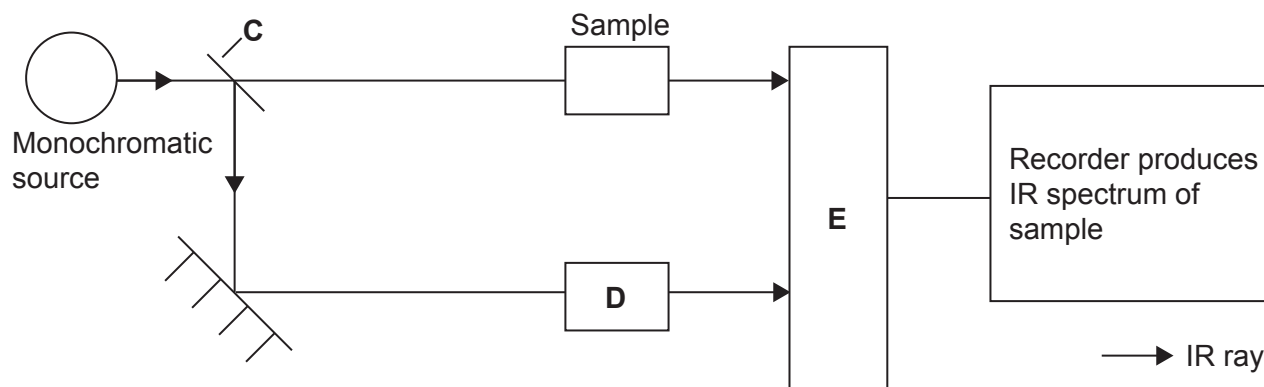 C
Sample
Monochromatic
source
Recorder produces
IR spectrum of
sample
E
D
IR ray